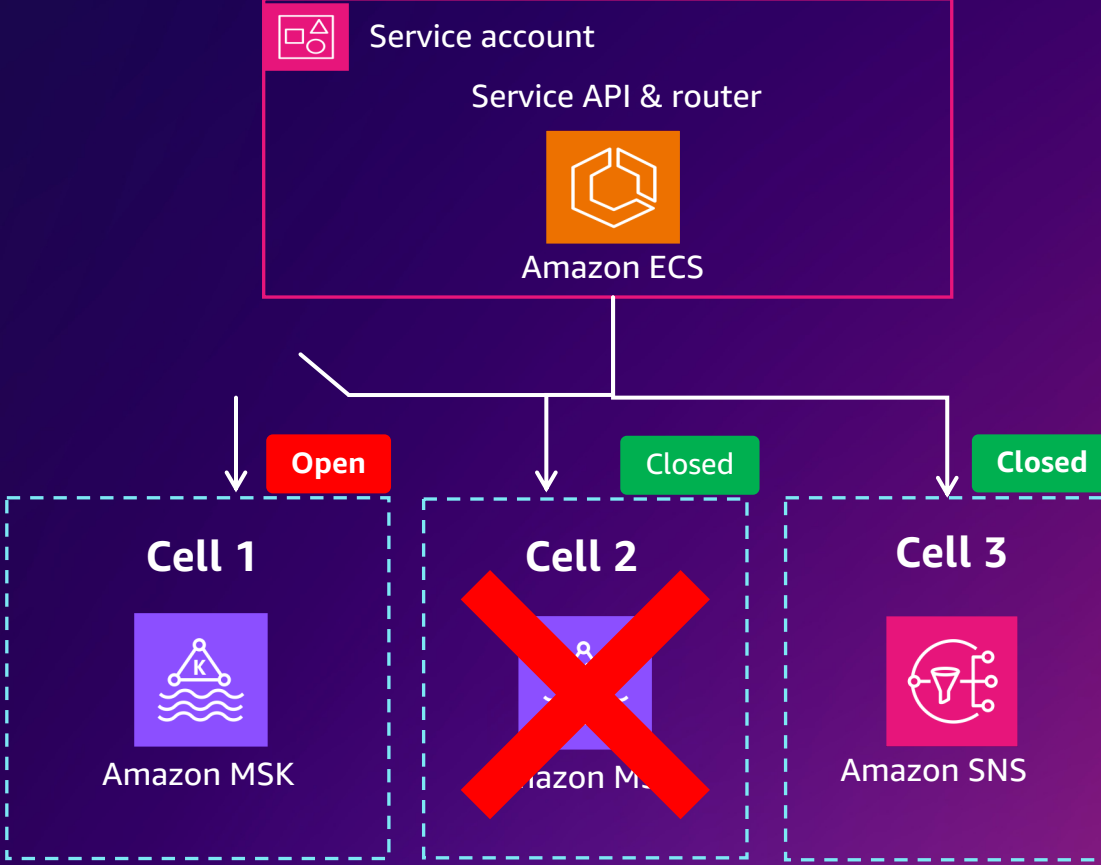 Service account
Service API & router
Amazon ECS
Open
Closed
Closed
Cell 1
Cell 2
Cell 3
K
Amazon MSK
Amazon SNS